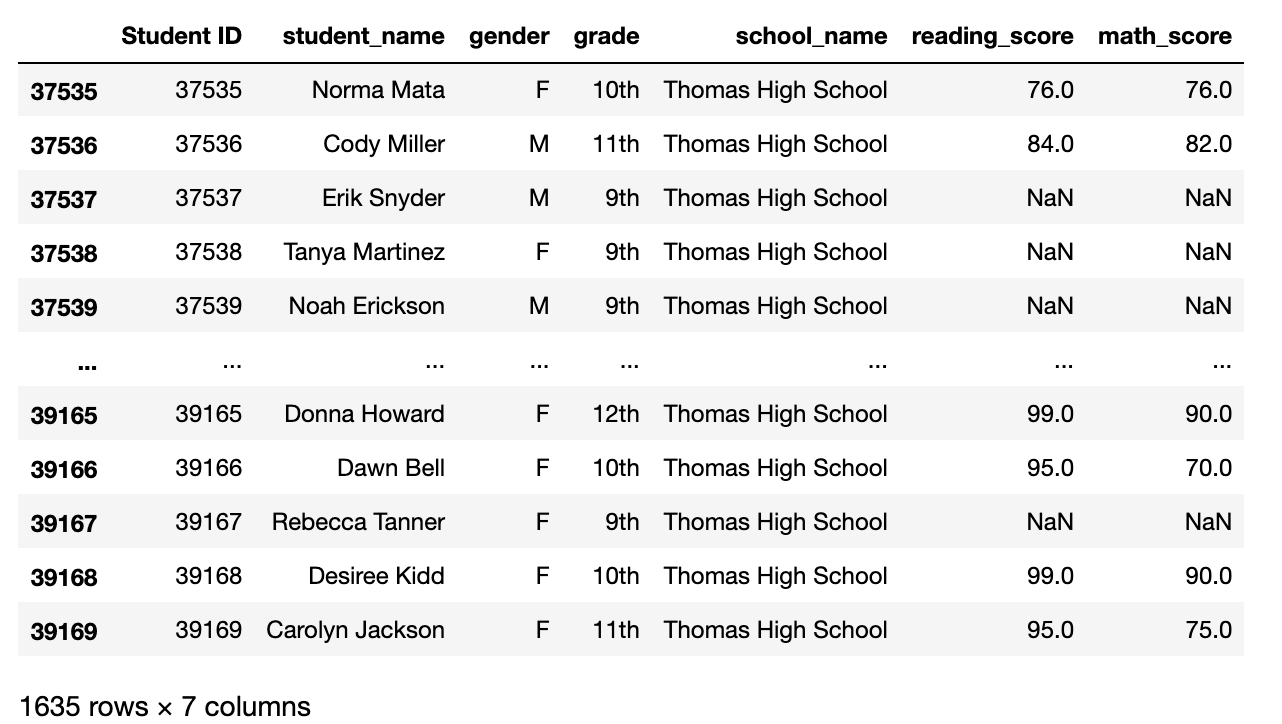 Student ID student_name gender grade school_name reading_score math_score
37535 37535 Norma Mata F 10th Thomas High School 76.0 76.0
37536 37536 Cody Miller M 11th Thomas High School 84.0 82.0
37537 37537 Erik Snyder M 9th Thomas High School NaN NaN
37538 37538 Tanya Martinez F 9th Thomas High School NaN NaN
37539 37539 Noah Erickson M 9th Thomas High School NaN NaN
... ... ... ... ... ... ... ...
39165 39165 Donna Howard F 12th Thomas High School 99.0 90.0
39166 39166 Dawn Bell F 10th Thomas High School 95.0 70.0
39167 39167 Rebecca Tanner F 9th Thomas High School NaN NaN
39168 39168 Desiree Kidd F 10th Thomas High School 99.0 90.0
39169 39169 Carolyn Jackson F 11th Thomas High School 95.0 75.0
1635 rows × 7 columns